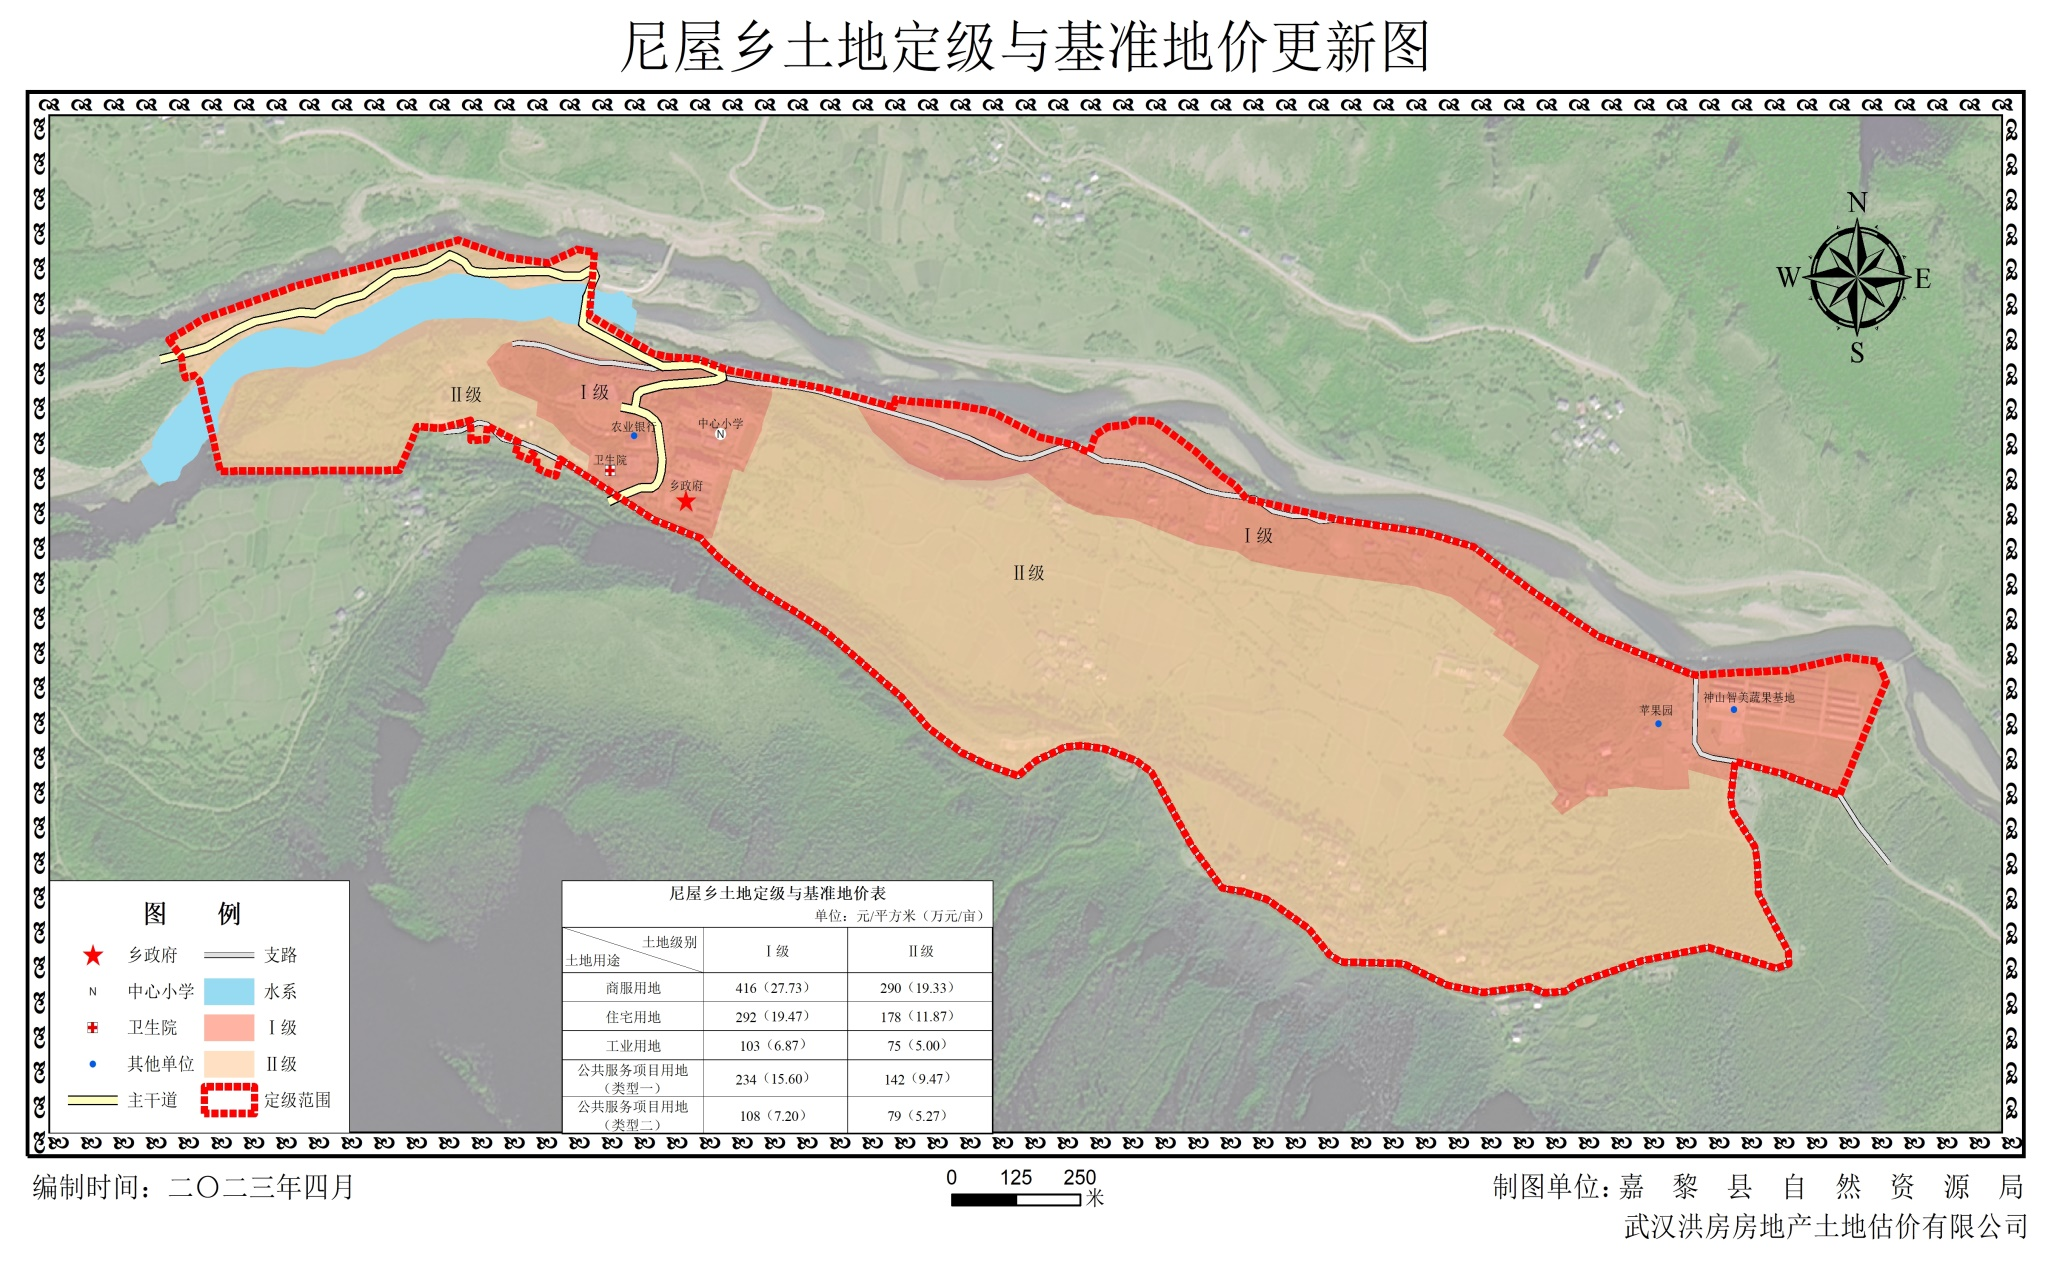 尼屋乡土地定级与基准地价更新图
N
W
E
S
Ⅱ级
Ⅰ级
农业银行
中心小学
N
卫生院
乡政府
Ⅰ级
Ⅱ级
苹果园
神山智美蔬果基地
图 例
乡政府
支路
N
中心小学
水系
卫生院
Ⅰ级
其他单位
Ⅱ级
主干道
定级范围
尼屋乡土地定级与基准地价表
单位：元/平方米（万元/亩）
土地级别
土地用途
Ⅰ级
Ⅱ级
商服用地 416（27.73） 290（19.33）
住宅用地 292（19.47） 178（11.87）
工业用地 103（6.87） 75（5.00）
公共服务项目用地
（类型一）
234（15.60） 142（9.47）
公共服务项目用地
（类型二）
108（7.20） 79（5.27）
编制时间：二〇二三年四月
0 125 250
米
制图单位：嘉黎县自然资源局
武汉洪房房地产土地估价有限公司